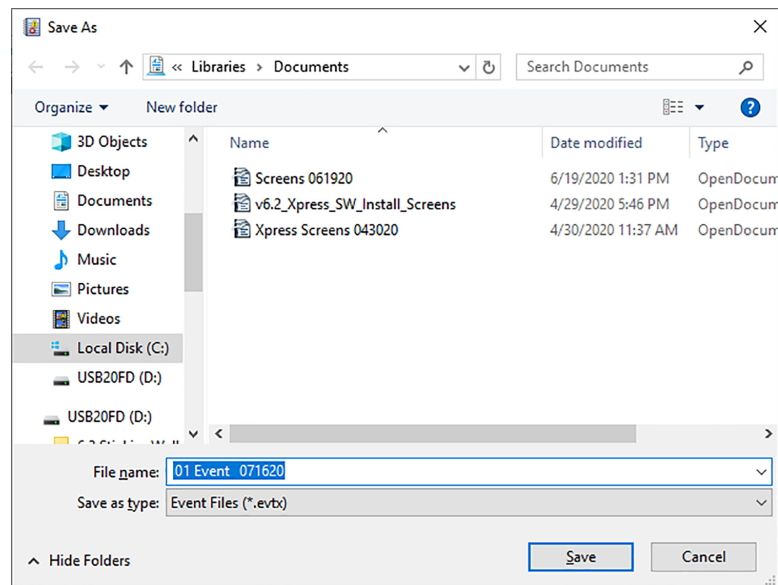 Save As
« Libraries > Documents
Search Documents
Organize
New folder
?
3D Objects
Desktop
Documents
Downloads
Music
Pictures
Videos
Local Disk (C:)
USB20FD (D:)
USB20FD (D:)
Name Date modified Type
Screens 061920 6/19/2020 1:31 PM OpenDocum
v6.2_Xpress_SW_Install_Screens 4/29/2020 5:46 PM OpenDocum
Xpress Screens 043020 4/30/2020 11:37 AM OpenDocum
File name: 01 Event 071620
Save as type: Event Files (*.evtx)
Hide Folders
Save
Cancel